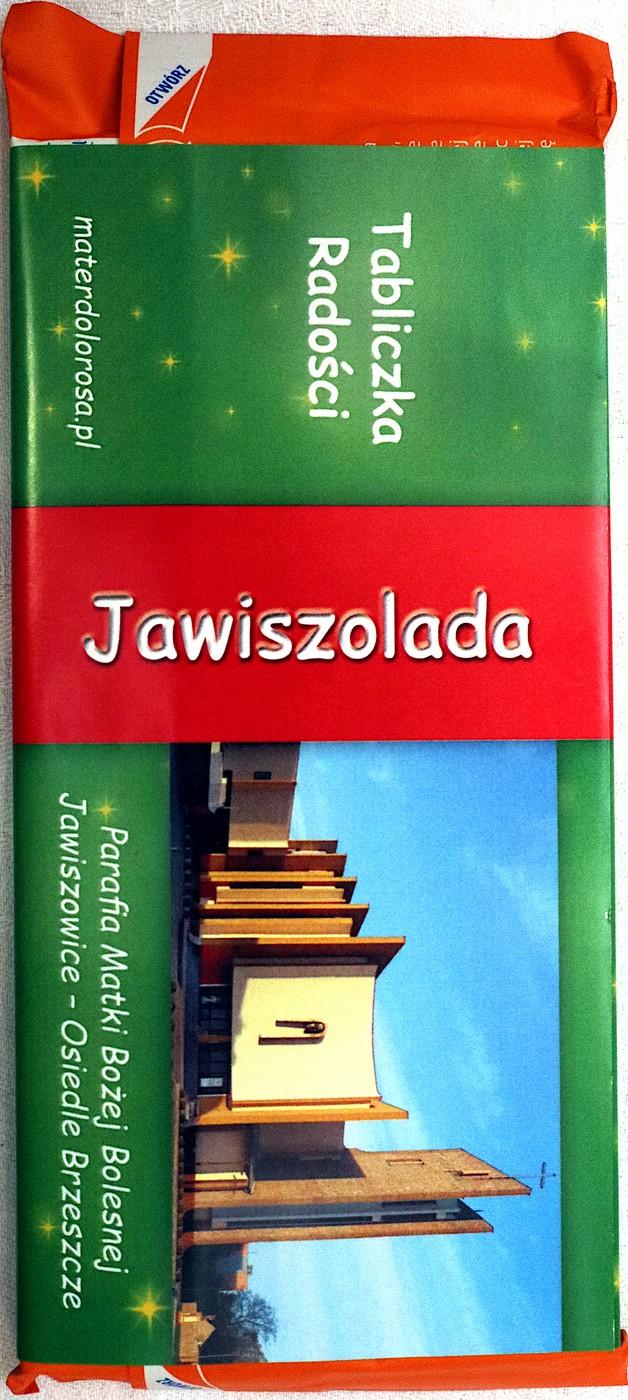 OTWÓRZ
Tabliczka
Radości
materdolorosa.pl
Jawiszolada
Parafia Matki Bożej Bolesnej
Jawiszowice - Osiedle Brzeszcze